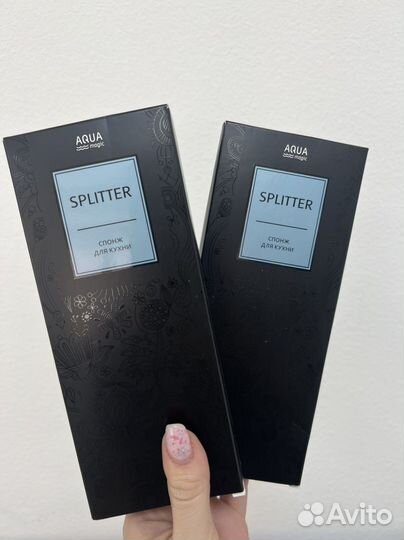 AQUA
magic
SPLITTER
СПОНЖ
ДЛЯ КУХНИ
AQUA
magic
SPLITTER
СПОНЖ
ДЛЯ КУХНИ
Avito